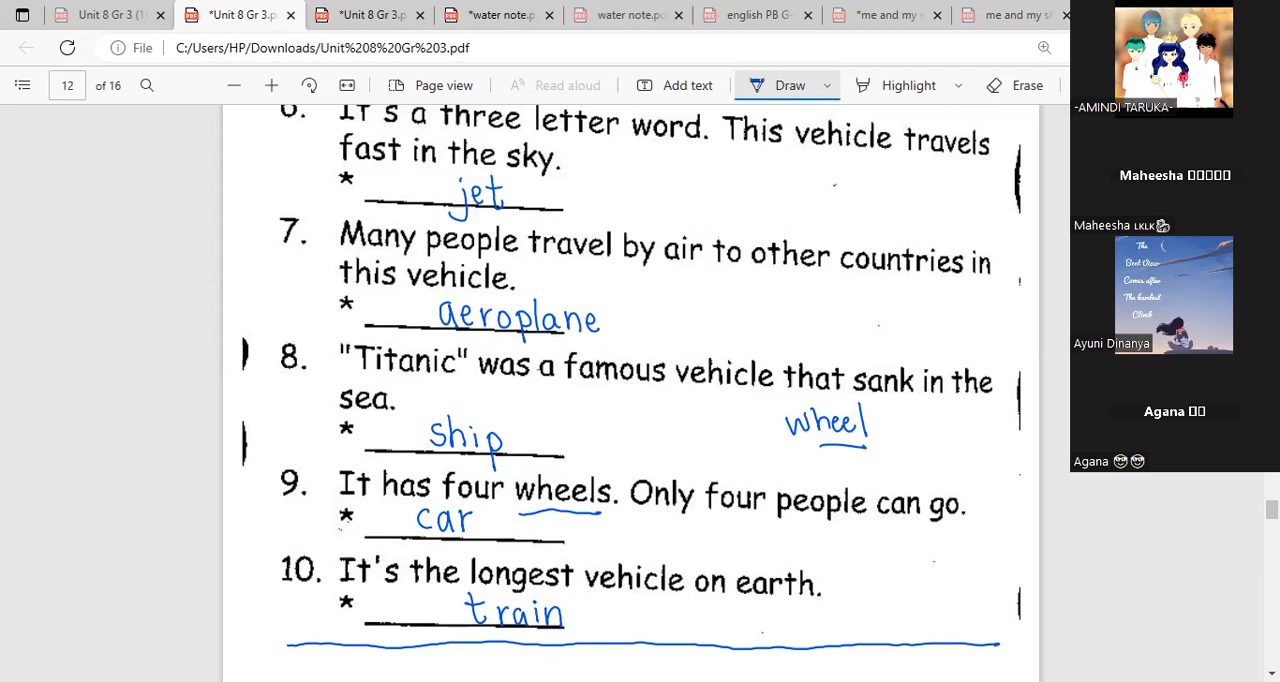 Unit 8 Gr 3 (1)
*Unit 8 Gr 3.p
*Unit 8 Gr 3.p
*water note.p
water note.pd
english PB G-
*me and my s
me and my sh
File C:/Users/HP/Downloads/Unit%208%20Gr%203.pdf
12 of 16 Page view Read aloud Add text Draw Highlight Erase
6. It's a three letter word. This vehicle travels
fast in the sky.
* jet
7. Many people travel by air to other countries in
this vehicle.
* aeroplane
8. "Titanic" was a famous vehicle that sank in the
sea.
wheel
* ship
9. It has four wheels. Only four people can go.
* car
10. It's the longest vehicle on earth.
* train
-AMINDI TARUKA-
Maheesha
Maheesha ʟᴋʟᴋ
The
Best View
Comes after
The hardest
Climb
Ayuni Dinanya
Agana
Agana